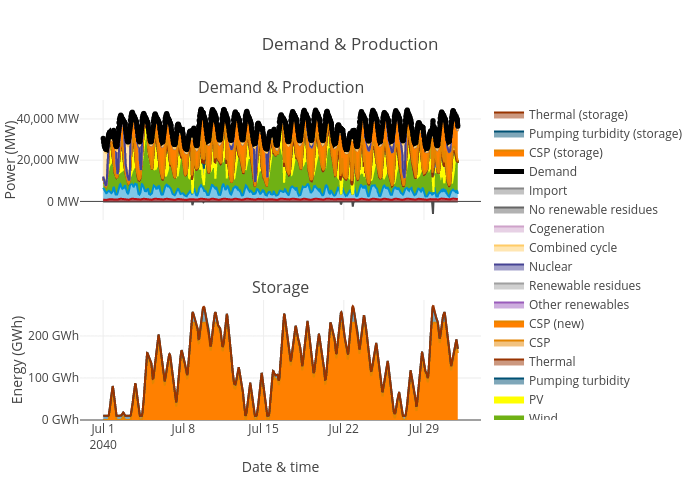 Demand & Production
Demand & Production
Power (MW)
40,000 MW
20,000 MW
0 MW
Storage
Energy (GWh)
200 GWh
100 GWh
0 GWh
Jul 1
2040
Jul 8
Jul 15
Jul 22
Jul 29
Date & time
Thermal (storage)
Pumping turbidity (storage)
CSP (storage)
Demand
Import
No renewable residues
Cogeneration
Combined cycle
Nuclear
Renewable residues
Other renewables
CSP (new)
CSP
Thermal
Pumping turbidity
PV
Wind